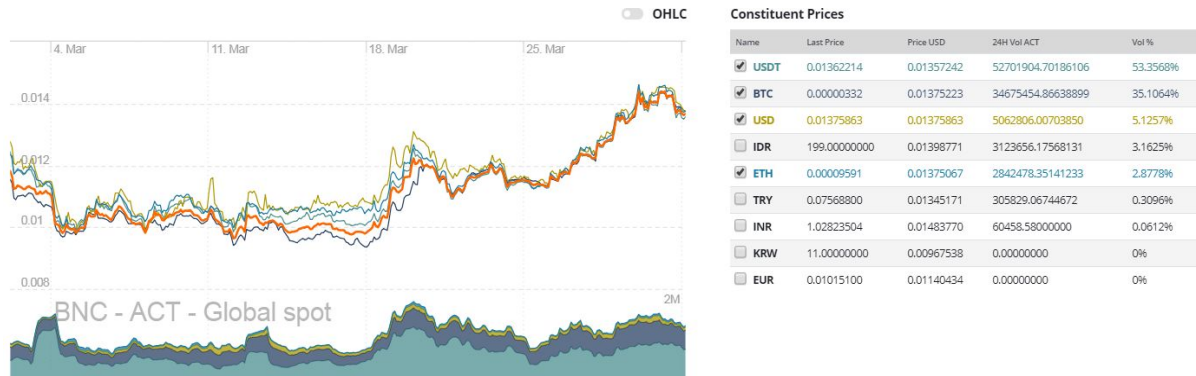 OHLC
4. Mar
11. Mar
18. Mar
25. Mar
0.014
0.012
0.01
0.008
BNC - ACT - Global spot
2M
Constituent Prices
Name Last Price Price USD 24H Vol ACT Vol %
USDT 0.01362214 0.01357242 52701904.70186106 53.3568%
BTC 0.00000332 0.01375223 34675454.86638899 35.1064%
USD 0.01375863 0.01375863 5062806.00703850 5.1257%
IDR 199.00000000 0.01398771 3123656.17568131 3.1625%
ETH 0.00009591 0.01375067 2842478.35141233 2.8778%
TRY 0.07568800 0.01345171 305829.06744672 0.3096%
INR 1.02823504 0.01483770 60458.58000000 0.0612%
KRW 11.00000000 0.00967538 0.00000000 0%
EUR 0.01015100 0.01140434 0.00000000 0%